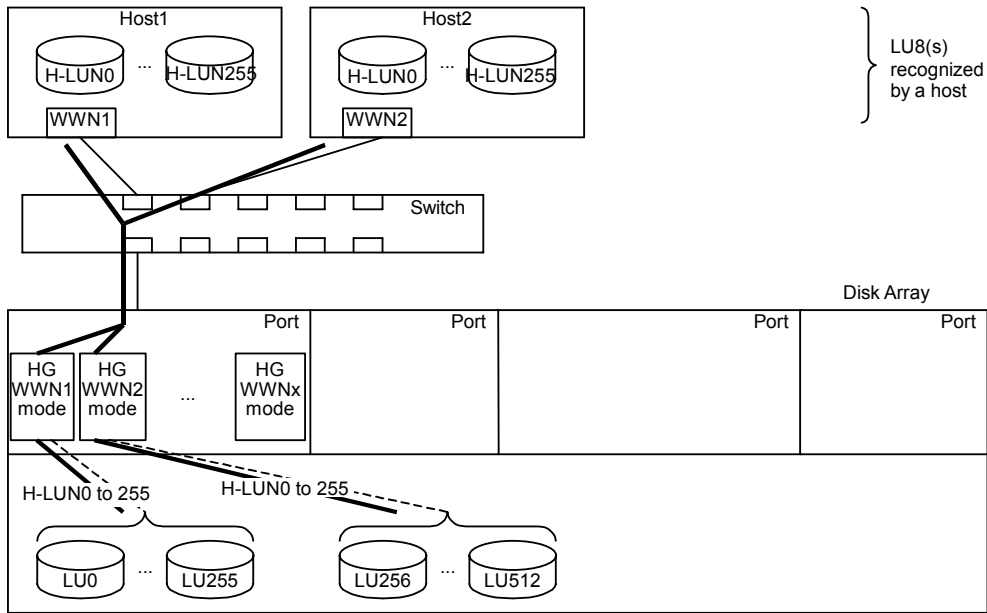 Host1
H-LUN0
...
H-LUN255
WWN1
Host2
H-LUN0
...
H-LUN255
WWN2
LU8(s)
recognized
by a host
Switch
Disk Array
Port
Port
Port
Port
HG
WWN1
mode
HG
WWN2
mode
...
HG
WWNx
mode
H-LUN0 to 255
H-LUN0 to 255
LU0
...
LU255
LU256
...
LU512